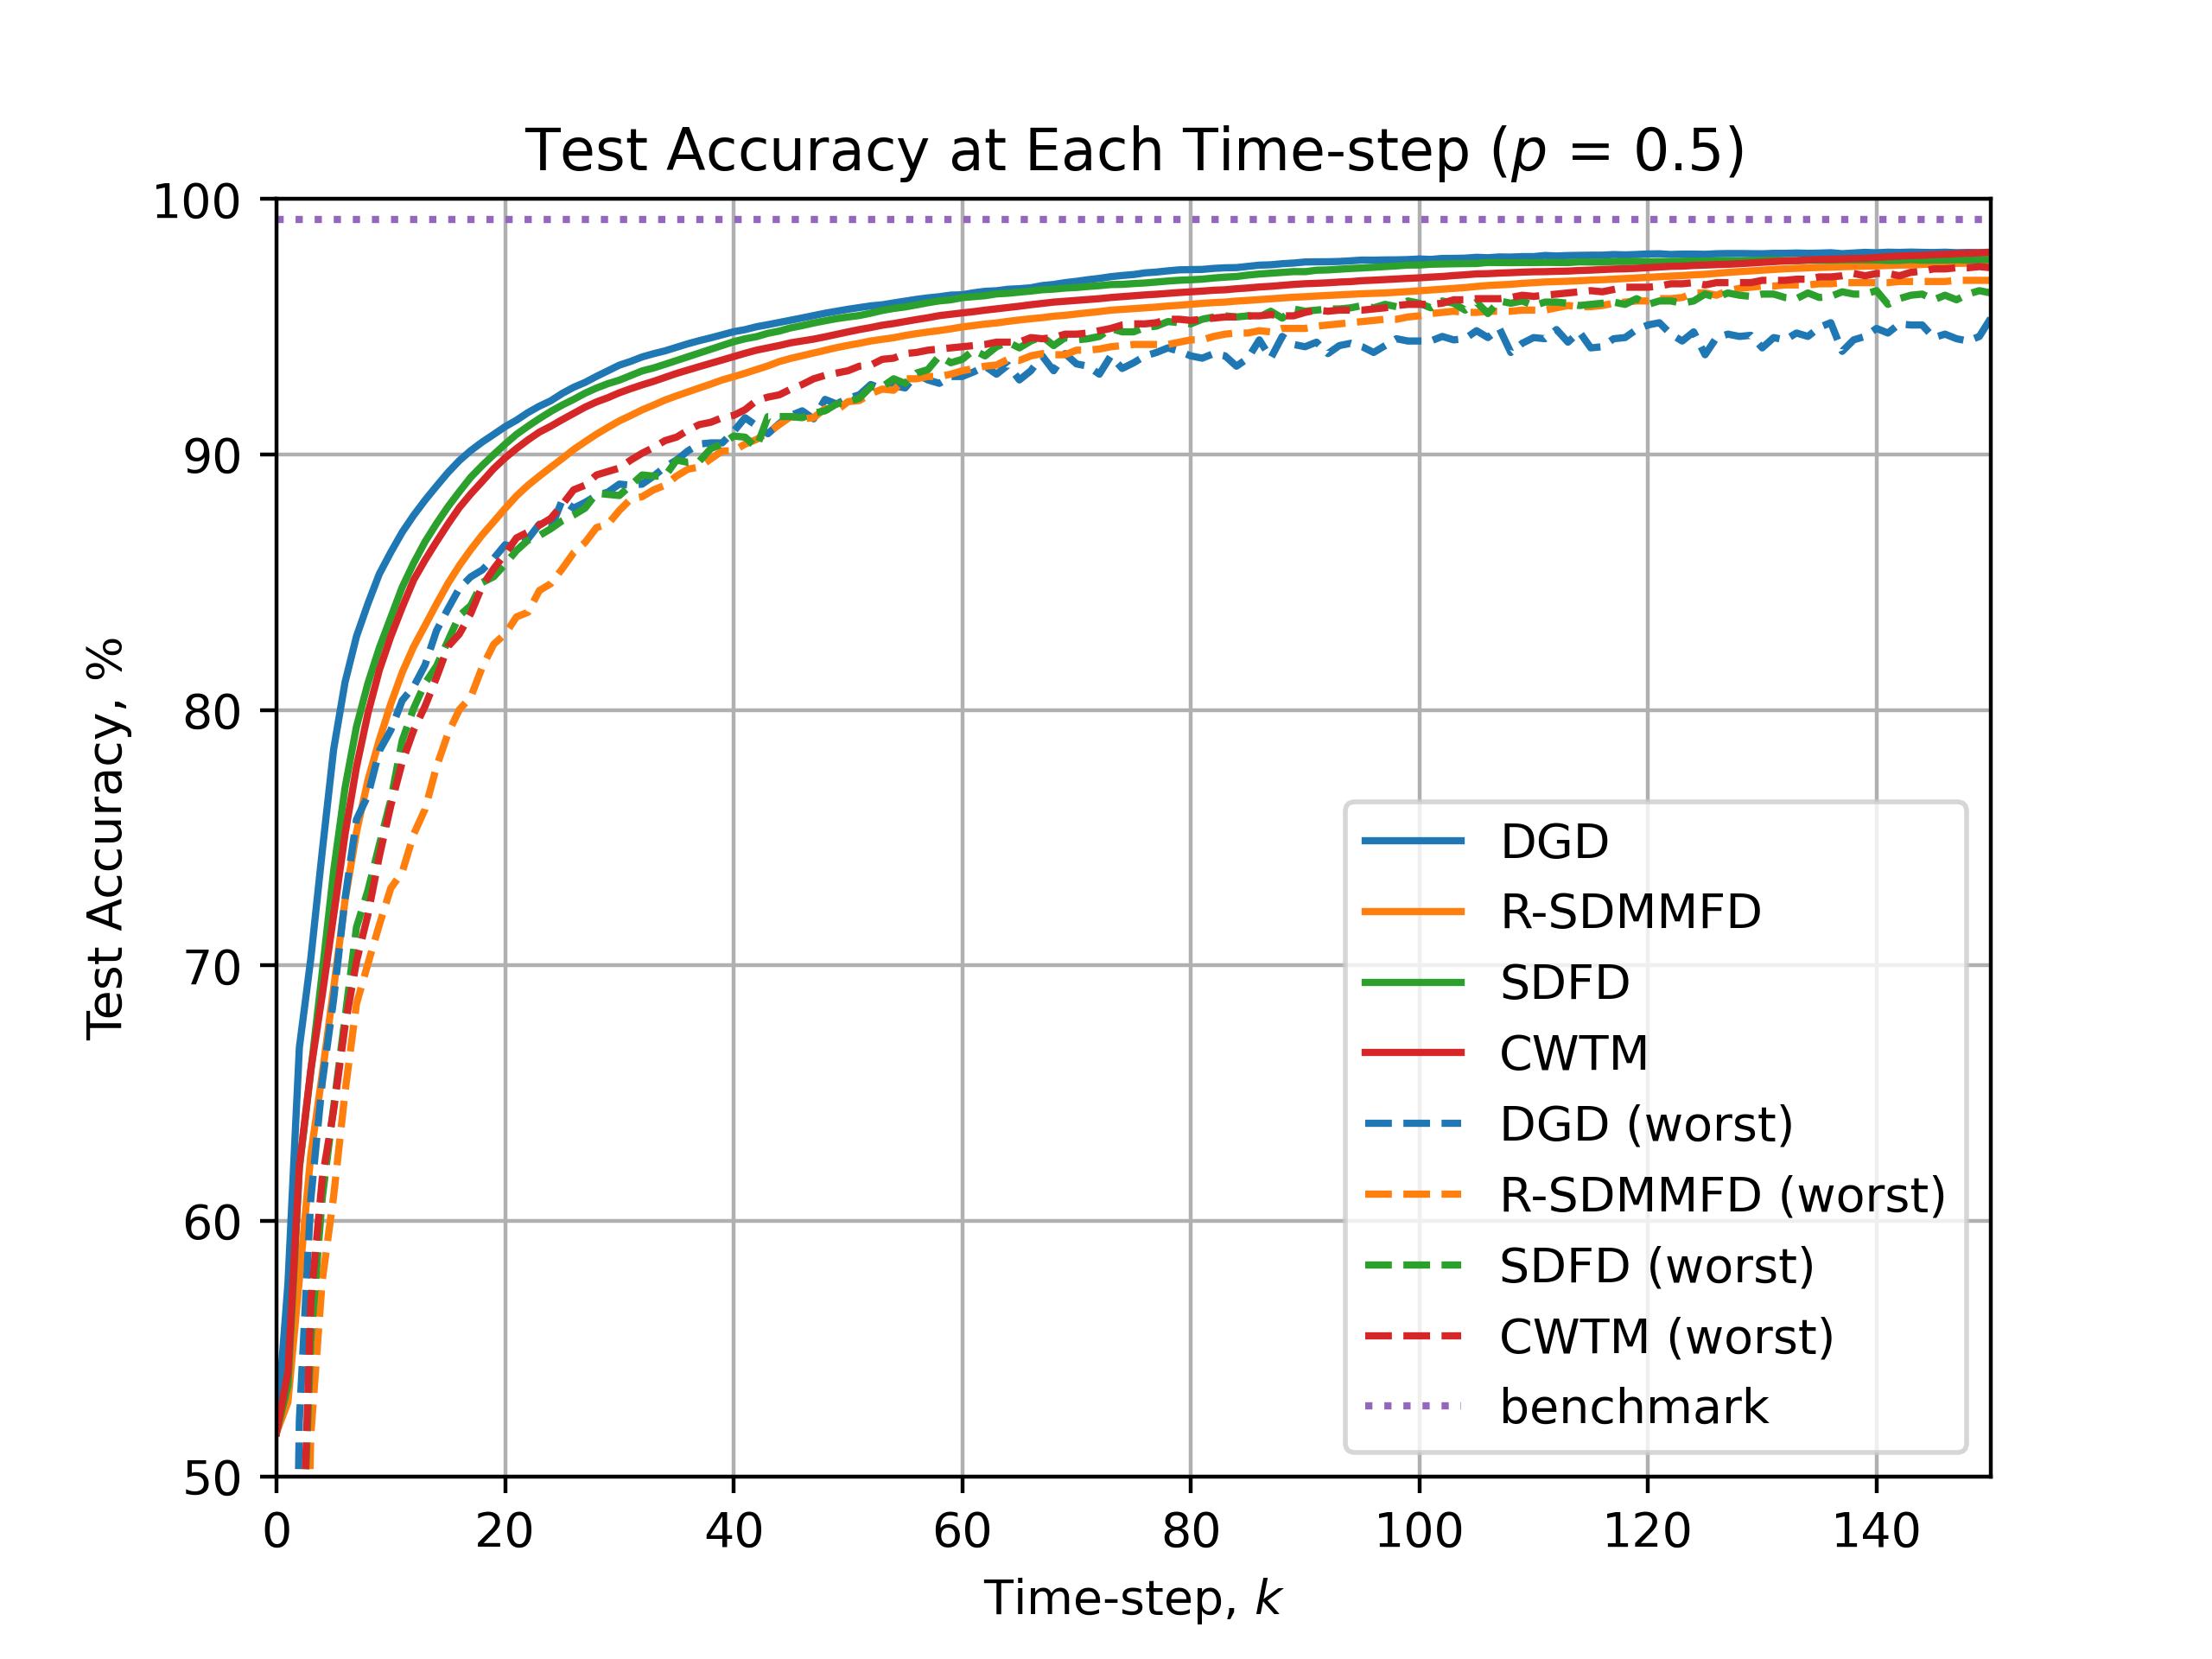 Test Accuracy at Each Time-step (p = 0.5)
100
90
80
70
60
50
Test Accuracy, %
DGD
R-SDMMFD
SDFD
CWTM
DGD (worst)
R-SDMMFD (worst)
SDFD (worst)
CWTM (worst)
benchmark
0 20 40 60 80 100 120 140
Time-step, k